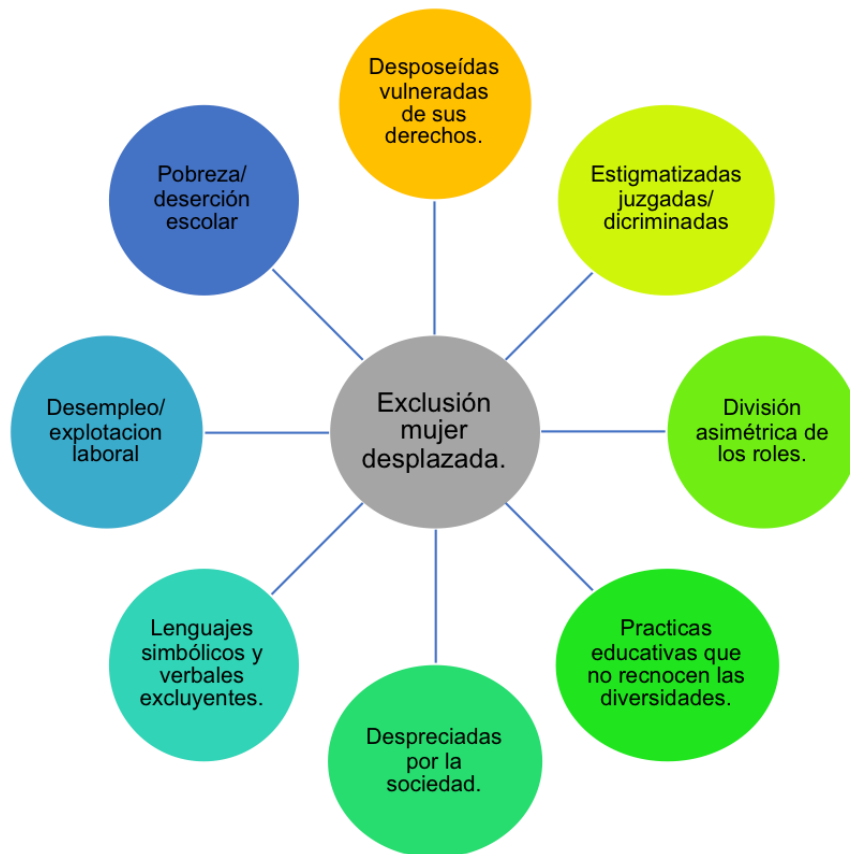 Desposeídas
vulneradas
de sus
derechos.
Estigmatizadas
juzgadas/
dicriminadas
División
asimétrica de
los roles.
Practicas
educativas que
no recnocen las
diversidades.
Despreciadas
por la
sociedad.
Lenguajes
simbólicos y
verbales
excluyentes.
Desempleo/
explotacion
laboral
Pobreza/
deserción
escolar
Exclusión
mujer
desplazada.